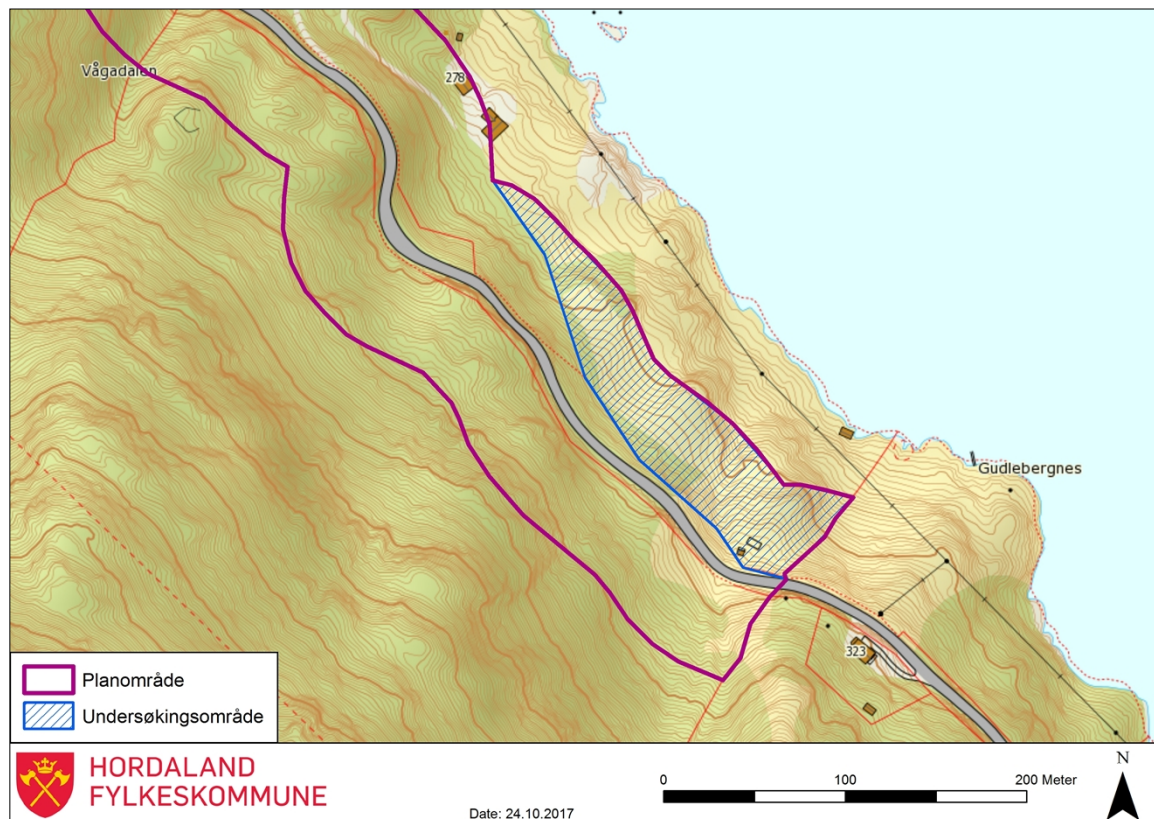 Vågadalen
278
Gudlebergnes
323
Planområde
Undersøkingsområde
HORDALAND
FYLKESKOMMUNE
Date: 24.10.2017
0 100 200 Meter
N